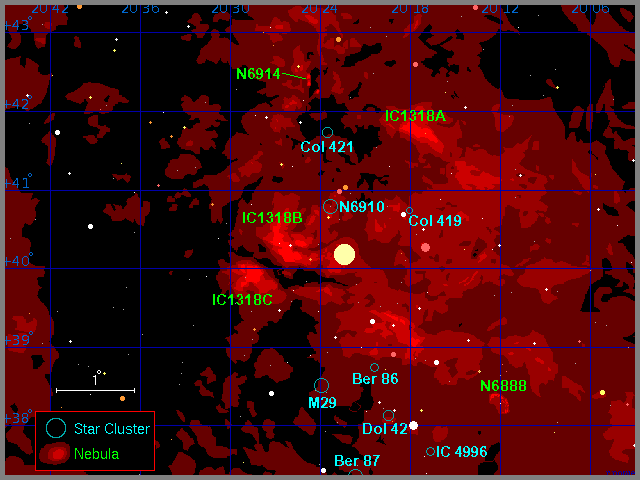 20:42 20:36 20:30 20:24 20:18 20:12 20:06
+43°
N6914
+42°
IC1318A
Col 421
+41°
N6910
IC1318B
Col 419
+40°
IC1318C
+39°
1°
Ber 86
N6888
M29
+38°
Dol 42
Star Cluster
IC 4996
Nebula
Ber 87